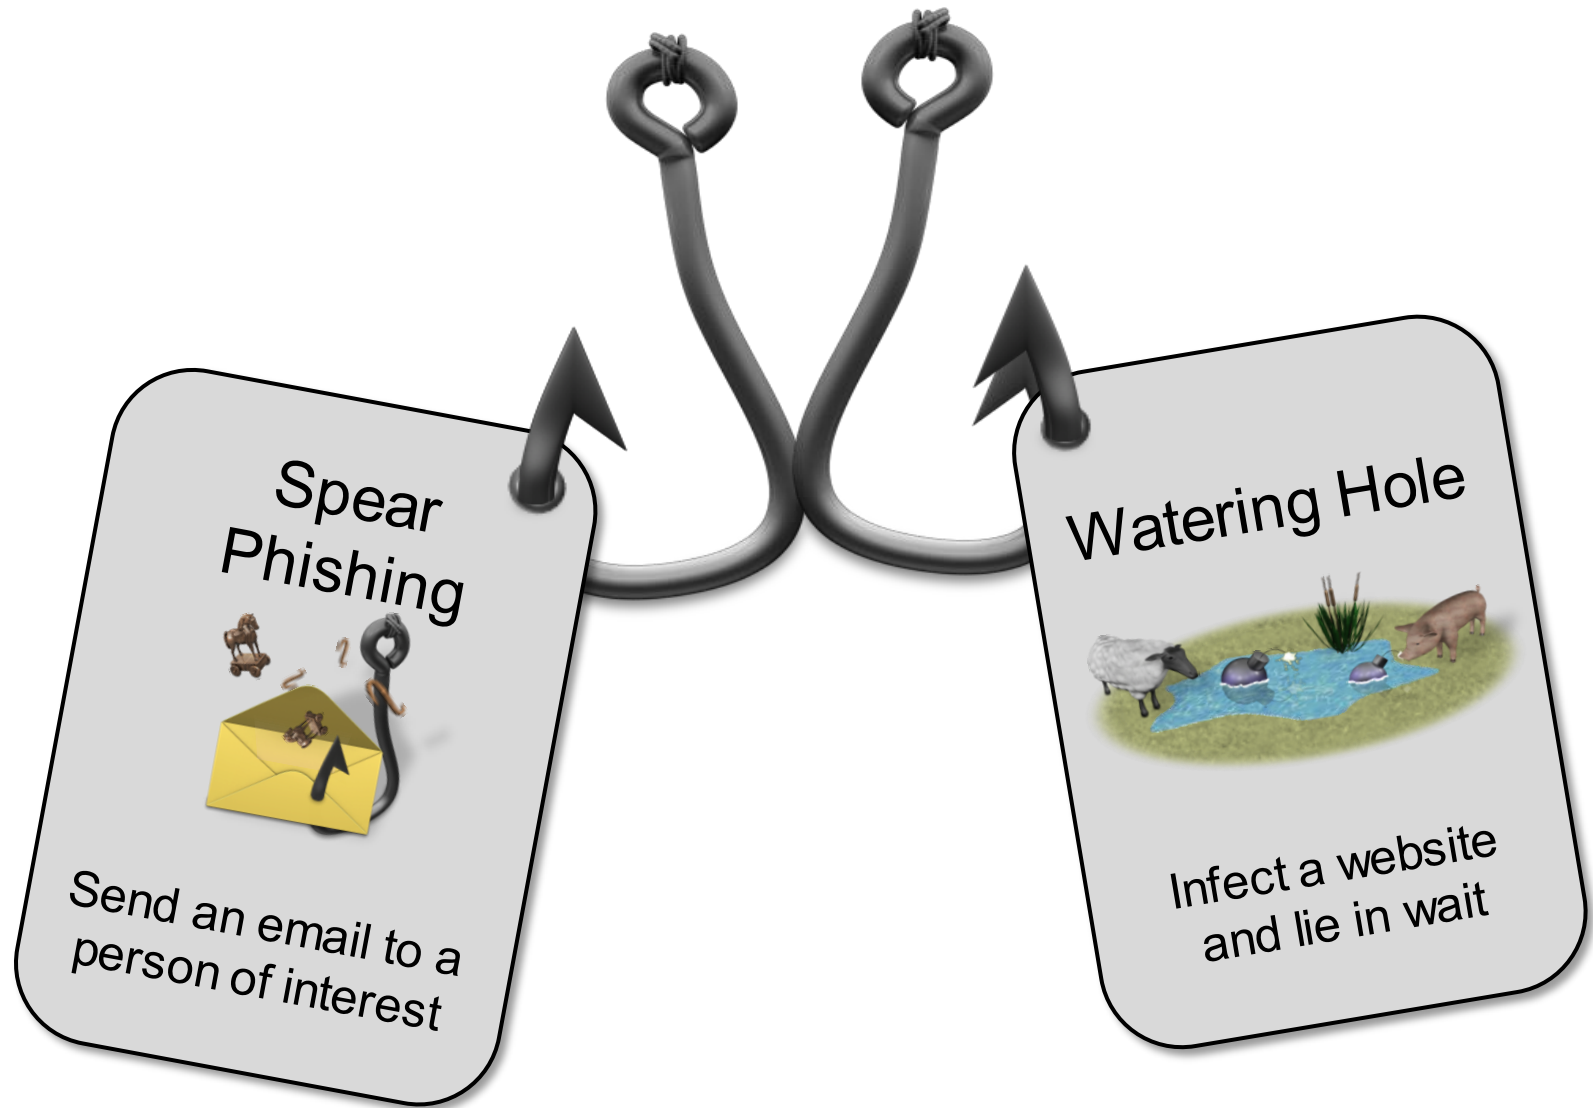 Spear
Phishing
Send an email to a
person of interest
Watering Hole
Infect a website
and lie in wait